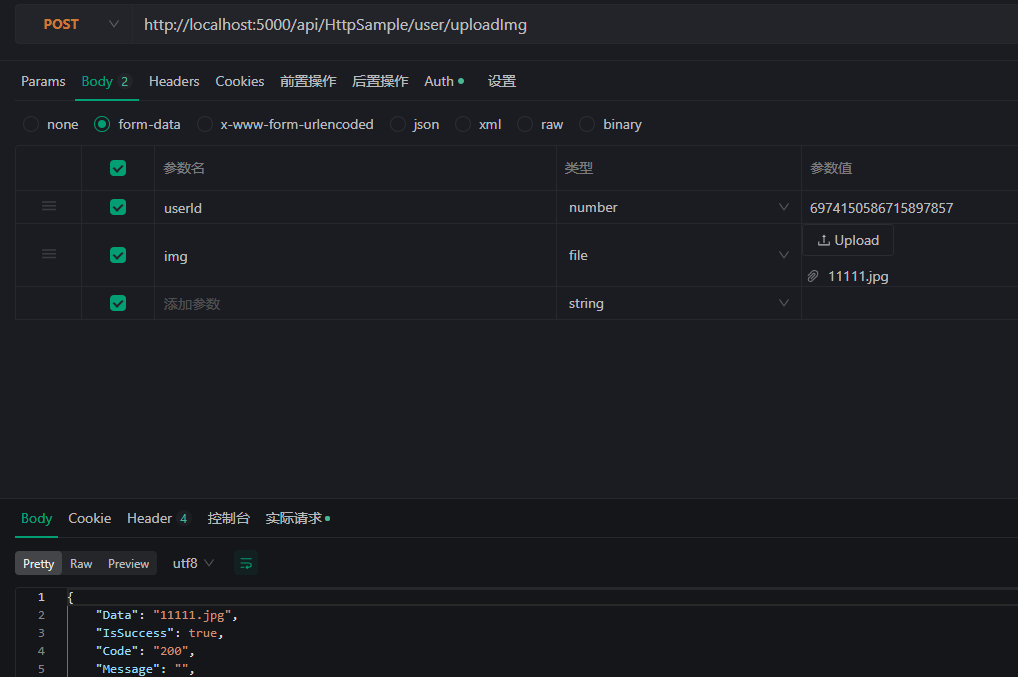 POST http://localhost:5000/api/HttpSample/user/uploadImg
Params Body 2 Headers Cookies 前置操作 后置操作 Auth 设置
none form-data x-www-form-urlencoded json xml raw binary
参数名 类型 参数值
userId number 6974150586715897857
img file Upload
11111.jpg
添加参数 string
Body Cookie Header 4 控制台 实际请求
Pretty Raw Preview utf8
1 {
2 "Data": "11111.jpg",
3 "IsSuccess": true,
4 "Code": "200",
5 "Message": "",